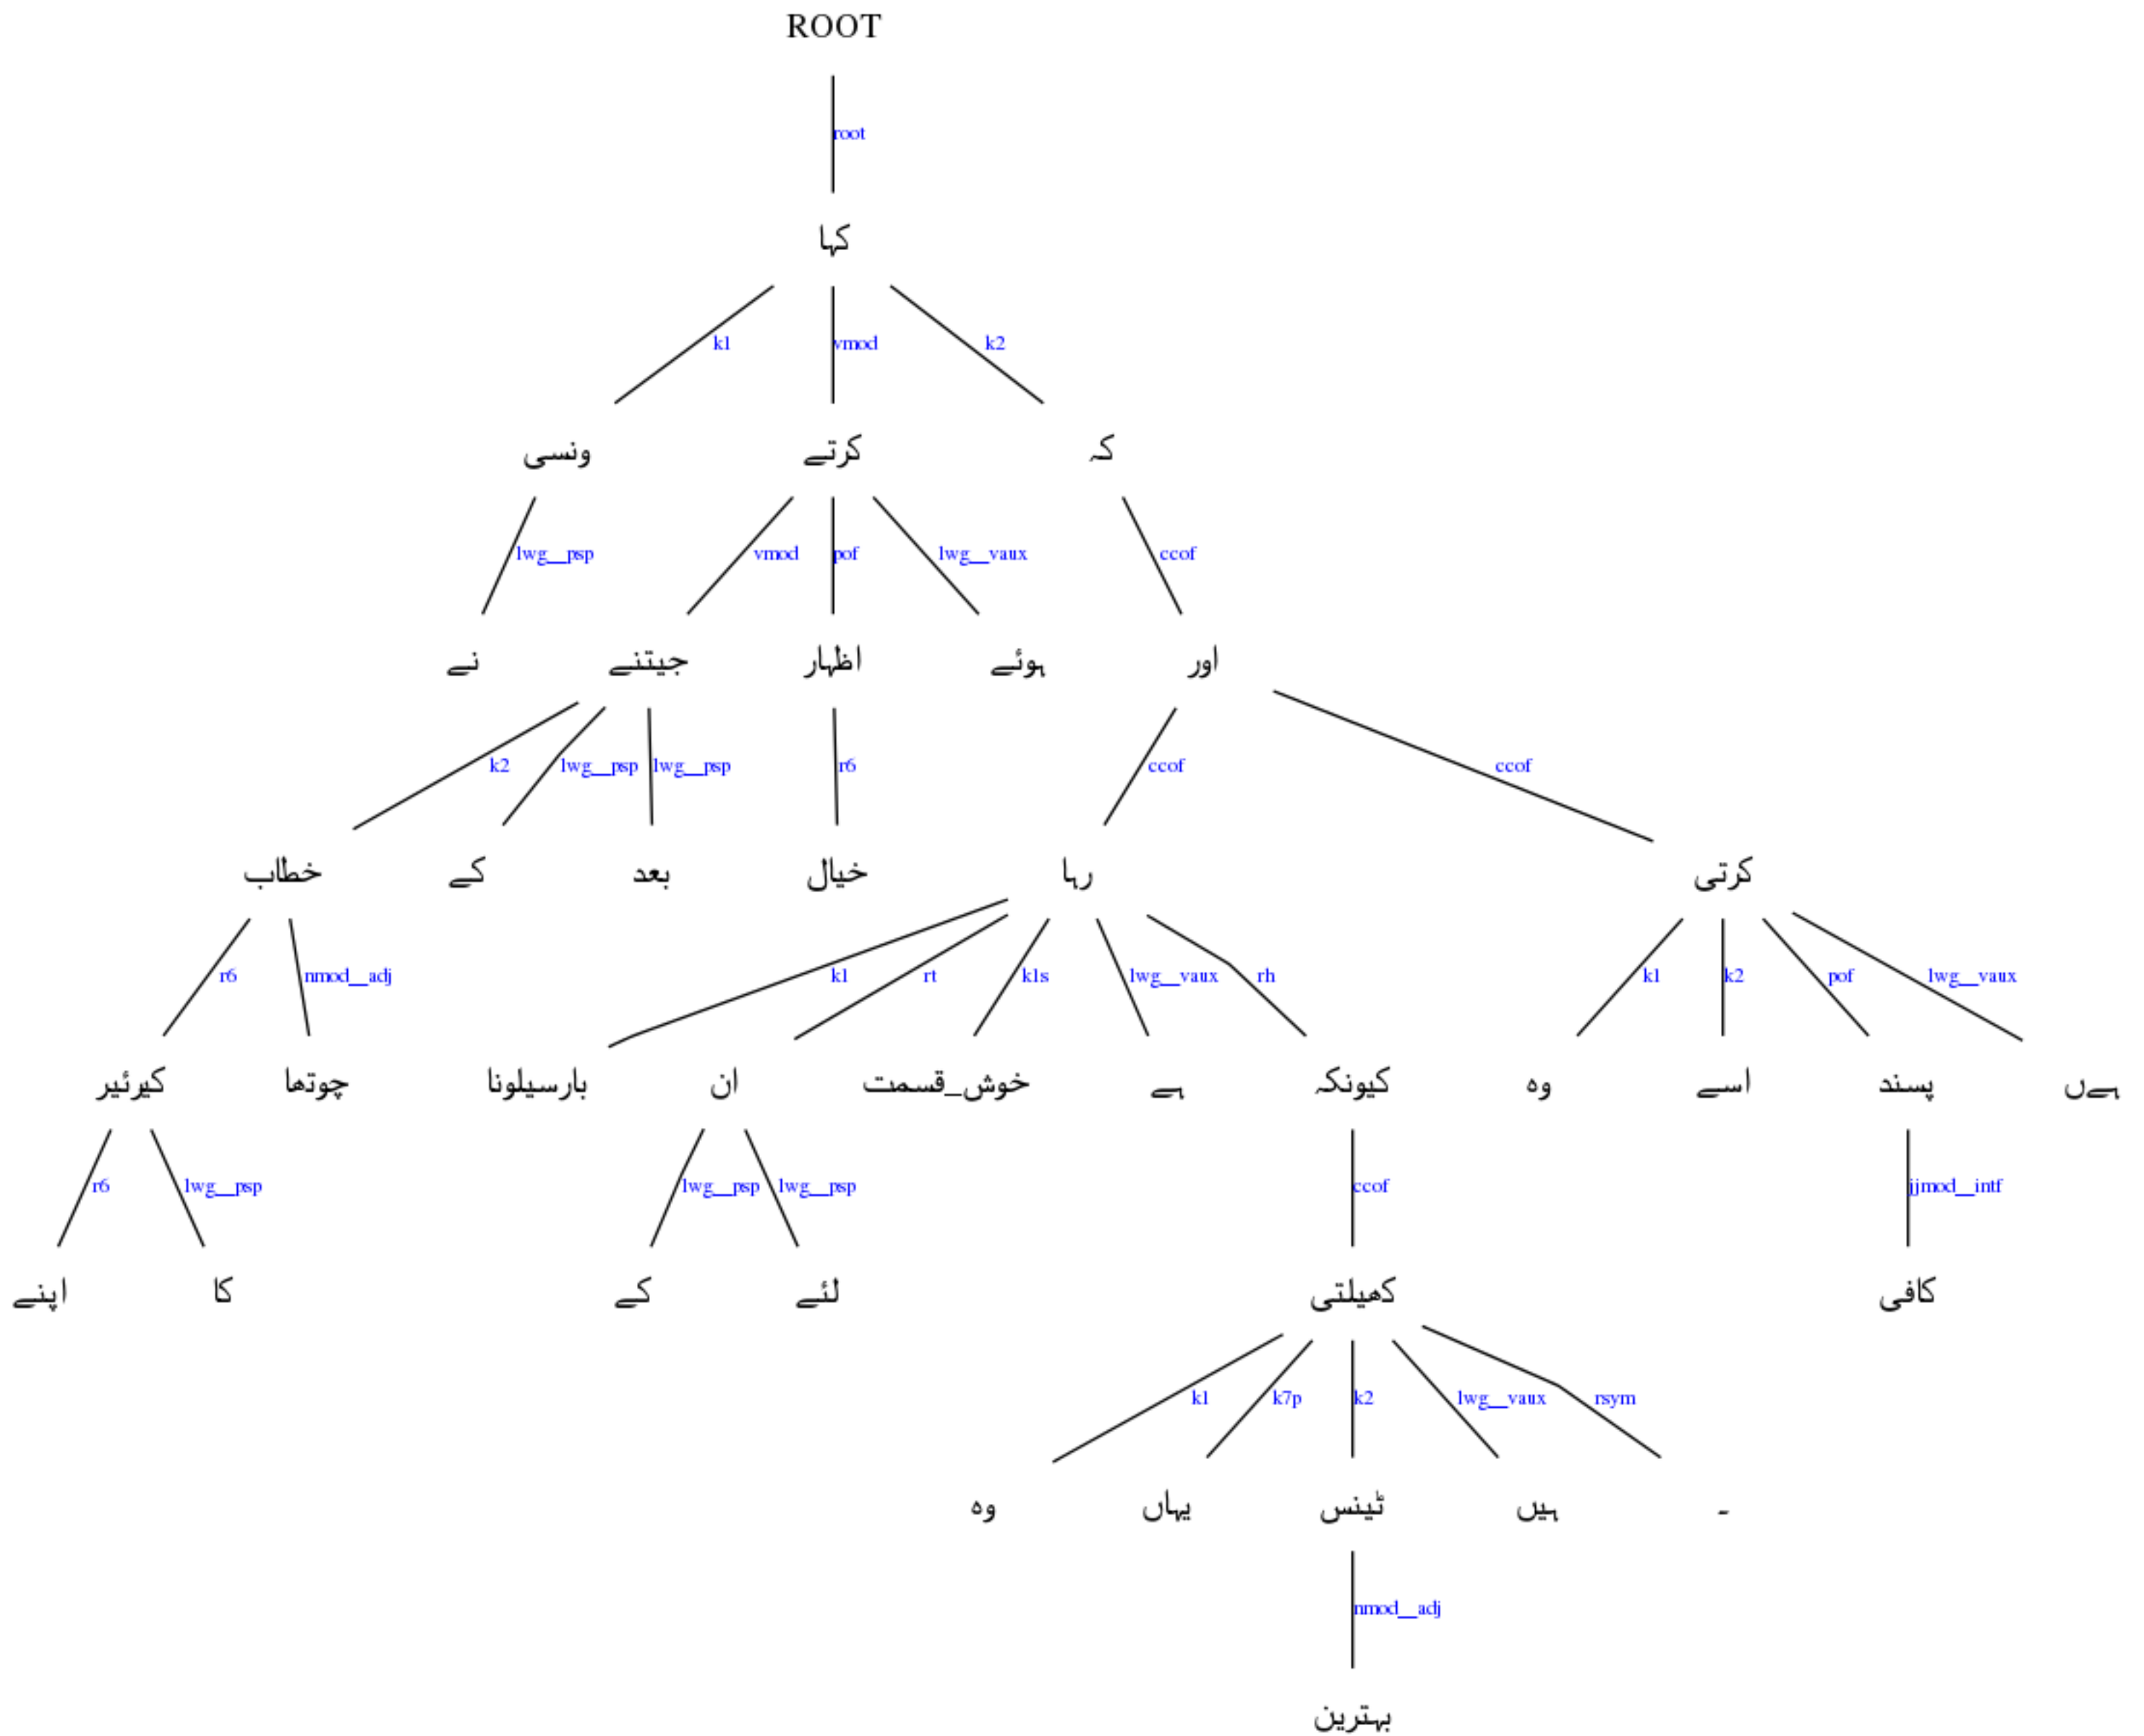 ROOT
root
کہا
k1 vmod k2
ونسی کرتے کہ
lwg__psp vmod pof lwg__vaux ccof
نے جیتنے اظہار ہوئے اور
k2 lwg__psp lwg__psp r6 ccof ccof
خطاب کے بعد خیال رہا کرتی
r6 nmod__adj k1 rt k1s lwg__vaux rh k1 k2 pof lwg__vaux
کیرئیر چوتھا بارسیلونا ان خوش_قسمت ہے کیونکہ وہ اسے پسند ہےں
r6 lwg__psp lwg__psp lwg__psp ccof jjmod__intf
اپنے کا کے لئے کھیلتی کافی
k1 k7p k2 lwg__vaux rsym
وہ یہاں ٹینس ہیں ۔
nmod__adj
بہترین